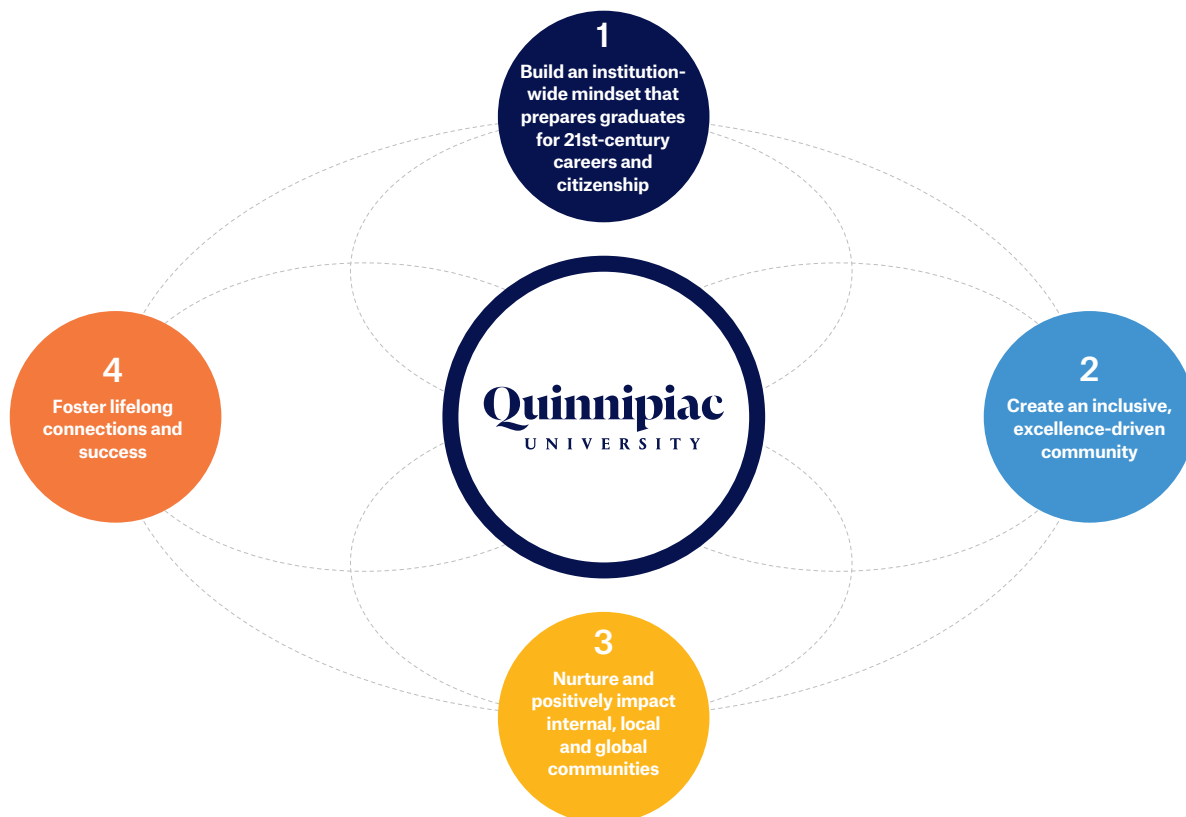 1
Build an institution-
wide mindset that
prepares graduates
for 21st-century
careers and
citizenship
4
Foster lifelong
connections and
success
Quinnipiac
UNIVERSITY
2
Create an inclusive,
excellence-driven
community
3
Nurture and
positively impact
internal, local
and global
communities